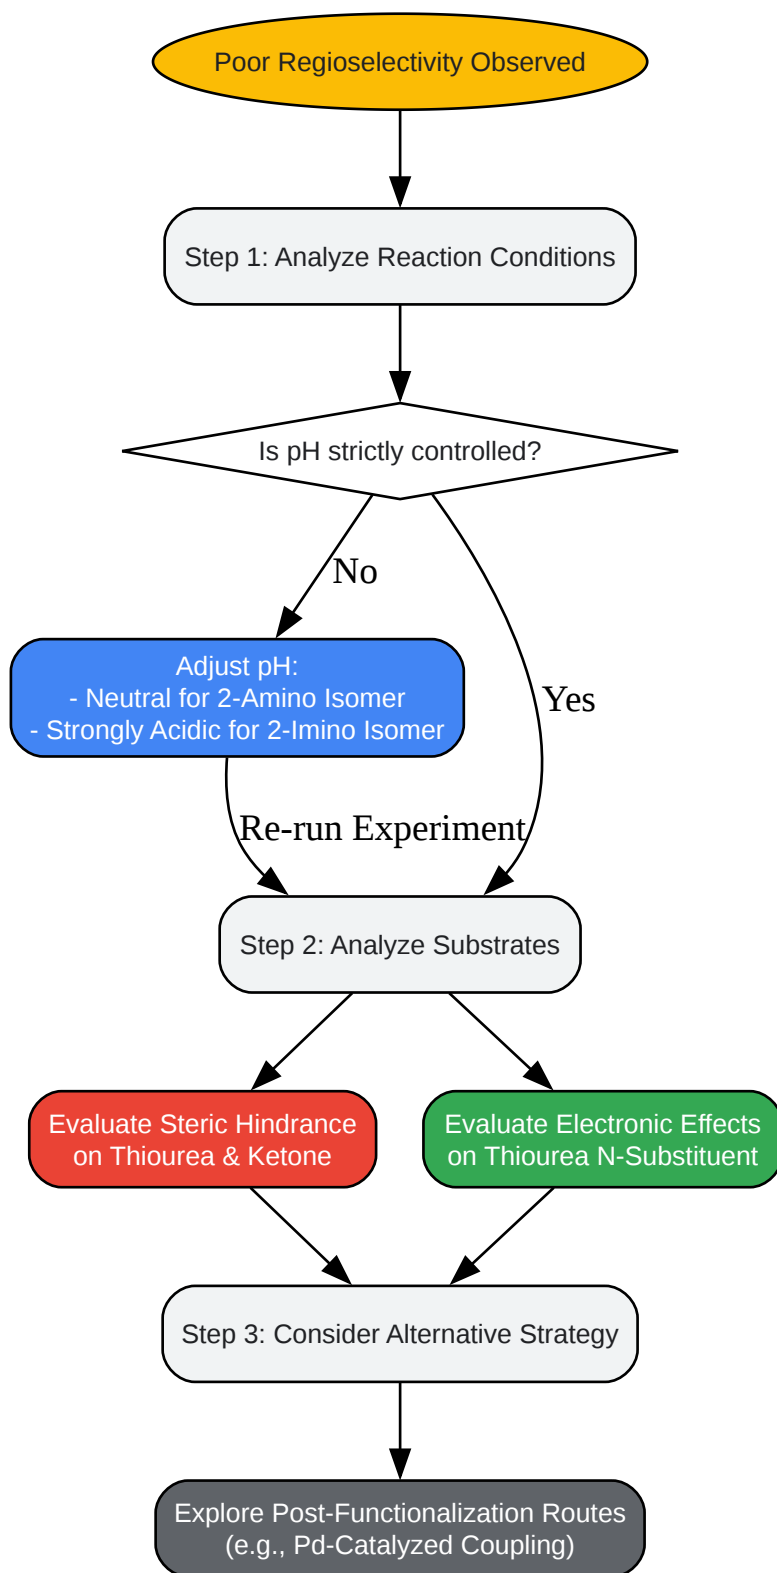 Poor Regioselectivity Observed
Step 1: Analyze Reaction Conditions
Is pH strictly controlled?
No
Yes
Adjust pH:
- Neutral for 2-Amino Isomer
- Strongly Acidic for 2-Imino Isomer
Re-run Experiment
Step 2: Analyze Substrates
Evaluate Steric Hindrance
on Thiourea & Ketone
Evaluate Electronic Effects
on Thiourea N-Substituent
Step 3: Consider Alternative Strategy
Explore Post-Functionalization Routes
(e.g., Pd-Catalyzed Coupling)